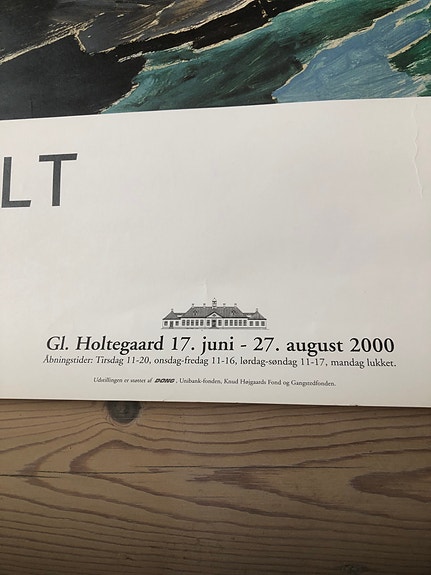 LT
Gl. Holtegaard 17. juni - 27. august 2000
Åbningstider: Tirsdag 11-20, onsdag-fredag 11-16, lørdag-søndag 11-17, mandag lukket.
Udstillingen er støttet af DONG, Unibank-fonden, Knud Højgaards Fond og Gangstedfonden.